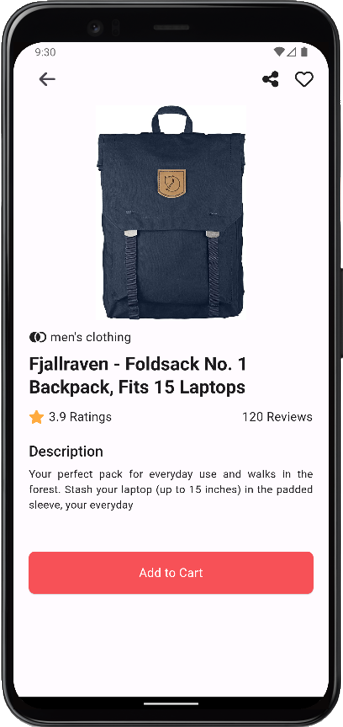 9:30
men's clothing
Fjallraven - Foldsack No. 1
Backpack, Fits 15 Laptops
3.9 Ratings
120 Reviews
Description
Your perfect pack for everyday use and walks in the
forest. Stash your laptop (up to 15 inches) in the padded
sleeve, your everyday
Add to Cart